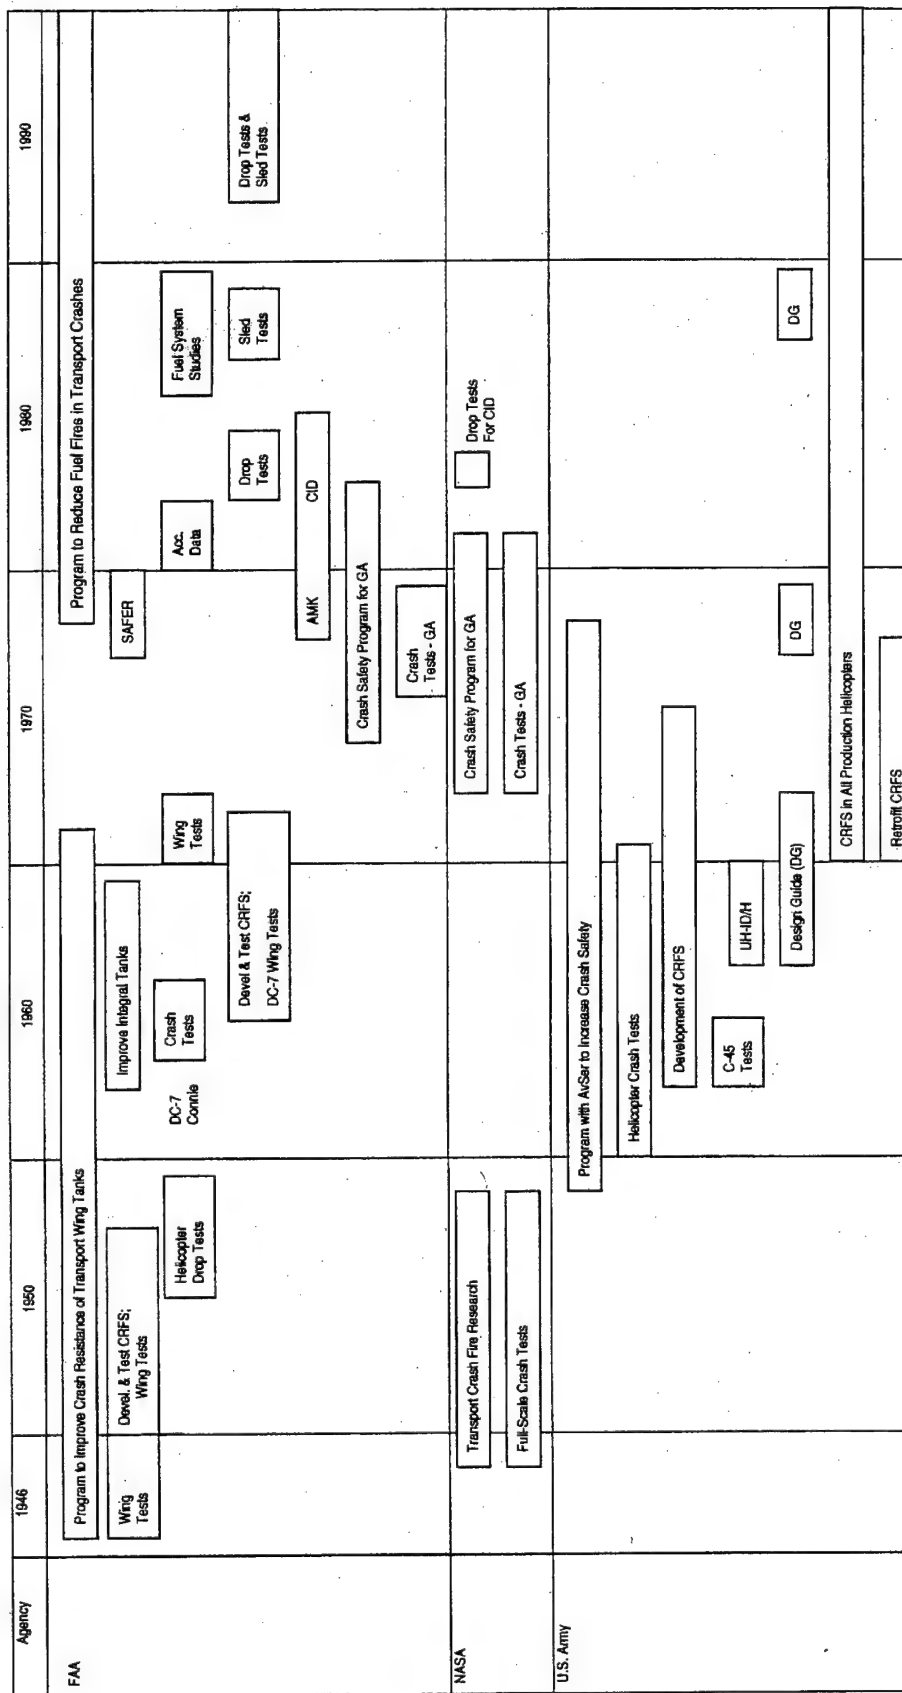 Agency
1946
1950
1960
1970
1980
1990
FAA
Program to Improve Crash Resistance of Transport Wing Tanks
Program to Reduce Fuel Fires in Transport Crashes
Wing
Tests
Devel. & Test CRFS;
Wing Tests
Improve Integral Tanks
SAFER
Helicopter
Drop Tests
DC-7
Connie
Crash
Tests
Wing
Tests
Acc.
Data
Fuel System
Studies
Devel & Test CRFS;
DC-7 Wing Tests
Drop
Tests
Sled
Tests
Drop Tests &
Sled Tests
AMK
CID
Crash Safety Program for GA
Crash
Tests - GA
NASA
Transport Crash Fire Research
Crash Safety Program for GA
Drop Tests
For CID
Full-Scale Crash Tests
Crash Tests - GA
U.S. Army
Program with AvSer to Increase Crash Safety
Helicopter Crash Tests
Development of CRFS
C-45
Tests
UH-ID/H
Design Guide (DG)
DG
DG
CRFS in All Production Helicopters
Retrofit CRFS